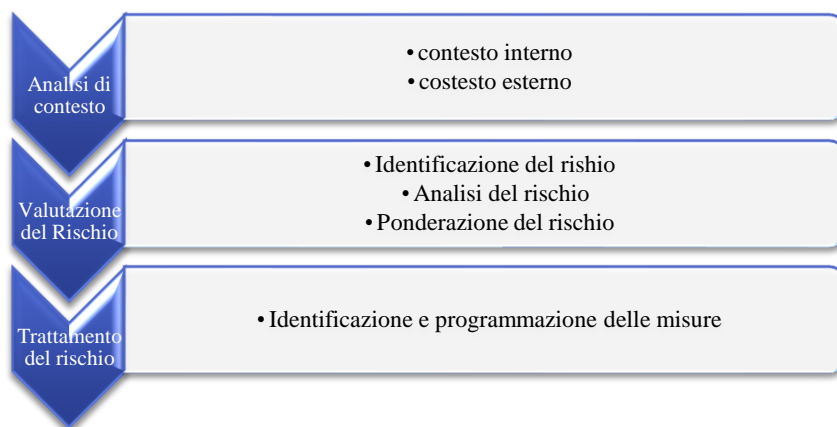 Analisi di
contesto
• contesto interno
• costesto esterno
Valutazione
del Rischio
• Identificazione del rishio
• Analisi del rischio
• Ponderazione del rischio
Trattamento
del rischio
• Identificazione e programmazione delle misure